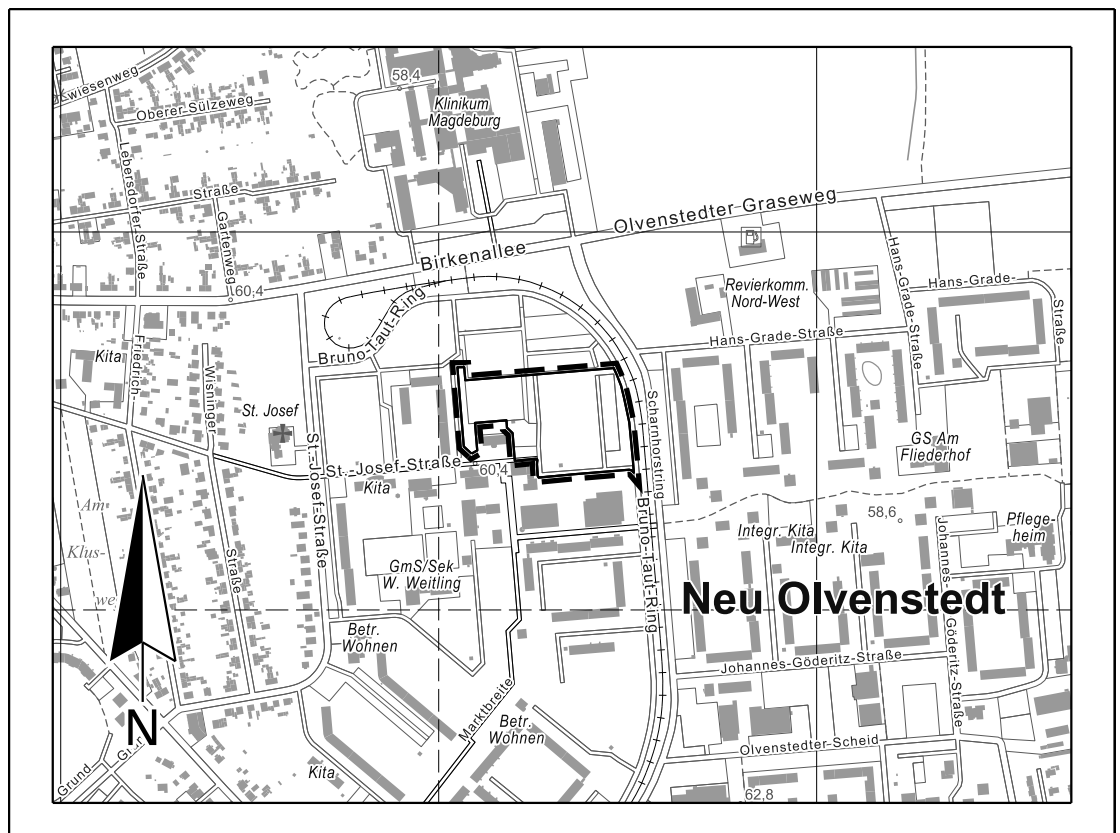 Kwiesenweg
Oberer-Sülzeweg
58,4
Klinikum
Magdeburg
Lebersdorfer-Straße
Straße
Gartenweg
Olvenstedter Graseweg
Birkenallee
60,4
Revierkomm.
Nord-West
Hans-Grade-Straße
Hans-Grade-
Straße
Bruno-Taut-Ring
Hans-Grade-Straße
Kita
Friedrich-
Wisninger
St. Josef
Scharnhorstring
GS Am
Fliederhof
St.-Josef-Straße
60,4
Kita
St.-Josef-Straße
Am
Klus-
we
Straße
GmS/Sek
W. Weitling
Bruno-Taut-Ring
Integr. Kita
Integr. Kita
58,6
Pflege-
heim
Neu Olvenstedt
Johannes-Göderitz-Straße
Betr.
Wohnen
Johannes-Göderitz-Straße
Marktbreite
Betr.
Wohnen
N
Olvenstedter-Scheid
Grund
Kita
62,8